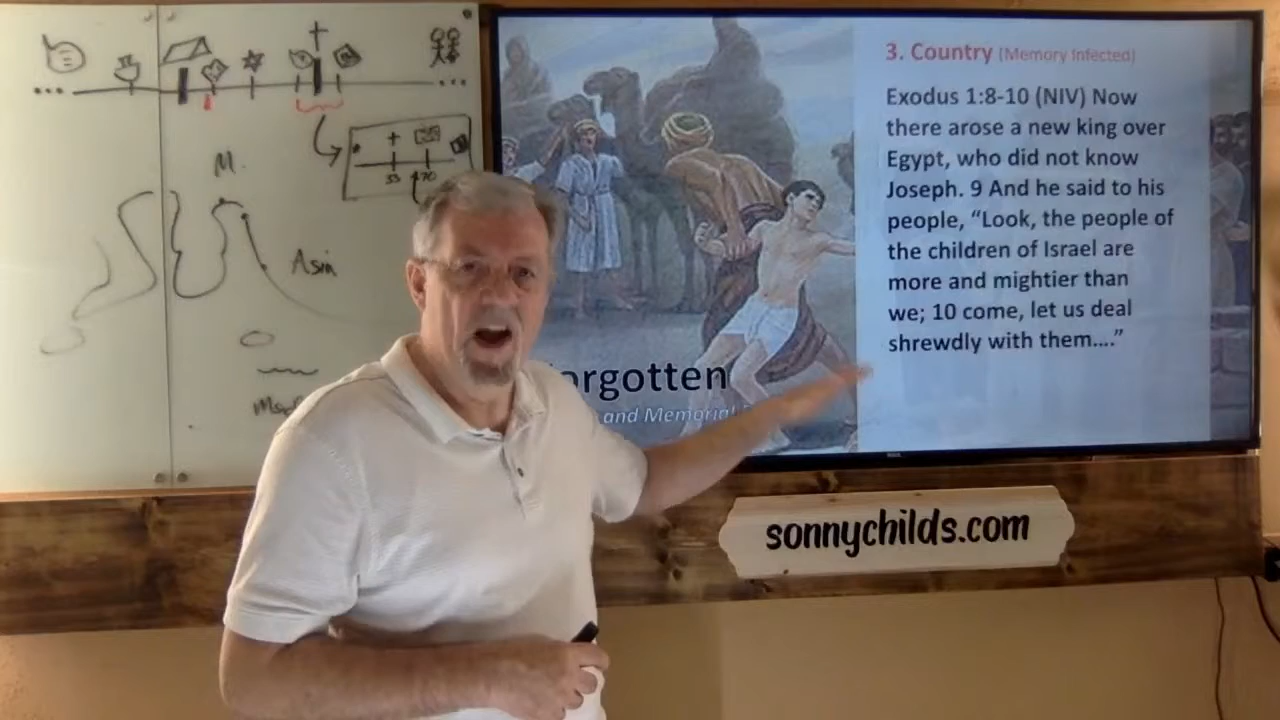 M.
Asia
33
70
3. Country (Memory Infected)
Exodus 1:8-10 (NIV) Now
there arose a new king over
Egypt, who did not know
Joseph. 9 And he said to his
people, “Look, the people of
the children of Israel are
more and mightier than
we; 10 come, let us deal
shrewdly with them....”
orgotten
and Memorial
sonnychilds.com